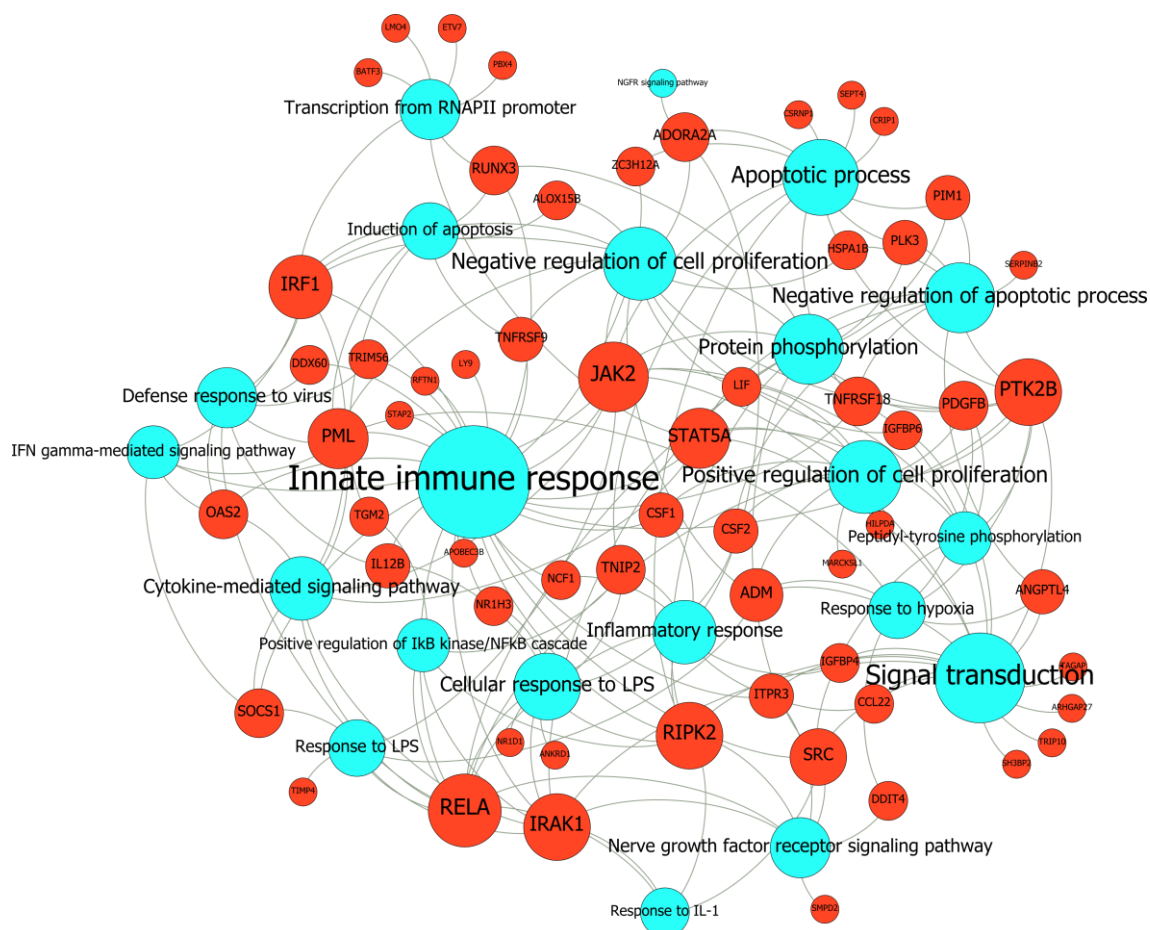 LMO4
ETV7
BATF3
PBX4
NGFR signaling pathway
Transcription from RNAPII promoter
SEPT4
CSRNP1
CRIP1
ADORA2A
ZC3H12A
RUNX3
Apoptotic process
ALOX15B
PIM1
Induction of apoptosis
HSPA1B
PLK3
Negative regulation of cell proliferation
SERPINB2
IRF1
Negative regulation of apoptotic process
TNFRSF9
Protein phosphorylation
DDX60
TRIM56
LY9
RFTN1
JAK2
LIF
PTK2B
Defense response to virus
TNFRSF18
PDGFB
STAP2
IGFBP6
PML
STAT5A
IFN gamma-mediated signaling pathway
Innate immune response
Positive regulation of cell proliferation
OAS2
TGM2
CSF1
CSF2
HILPDA
Peptidyl-tyrosine phosphorylation
APOBEC3B
MARCKSL1
IL12B
NCF1
TNIP2
Cytokine-mediated signaling pathway
ADM
ANGPTL4
NR1H3
Response to hypoxia
Inflammatory response
Positive regulation of IkB kinase/NFkB cascade
IGFBP4
TAGAP
Signal transduction
Cellular response to LPS
ITPR3
CCL22
ARHGAP27
SOCS1
RIPK2
TRIP10
Response to LPS
NR1D1
ANKRD1
SRC
SH3BP2
TIMP4
DDIT4
RELA
IRAK1
Nerve growth factor receptor signaling pathway
Response to IL-1
SMPD2